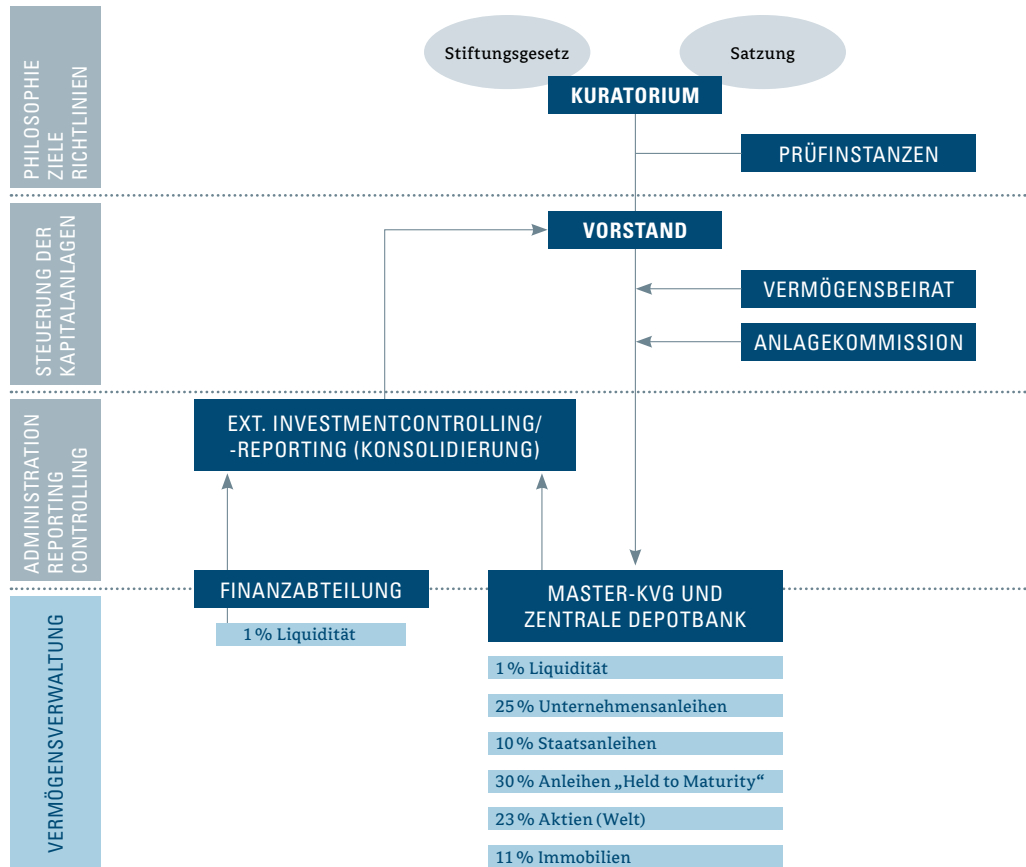 PHILOSOPHIE
ZIELE
RICHTLINIEN
Stiftungsgesetz
Satzung
KURATORIUM
PRÜFINSTANZEN
STEUERUNG DER
KAPITALANLAGEN
VORSTAND
VERMÖGENSBEIRAT
ANLAGEKOMMISSION
ADMINISTRATION
REPORTING
CONTROLLING
EXT. INVESTMENTCONTROLLING/
-REPORTING (KONSOLIDIERUNG)
FINANZABTEILUNG
MASTER-KVG UND
ZENTRALE DEPOTBANK
VERMÖGENSVERWALTUNG
1 % Liquidität
1 % Liquidität
25 % Unternehmensanleihen
10 % Staatsanleihen
30 % Anleihen „Held to Maturity“
23 % Aktien (Welt)
11 % Immobilien